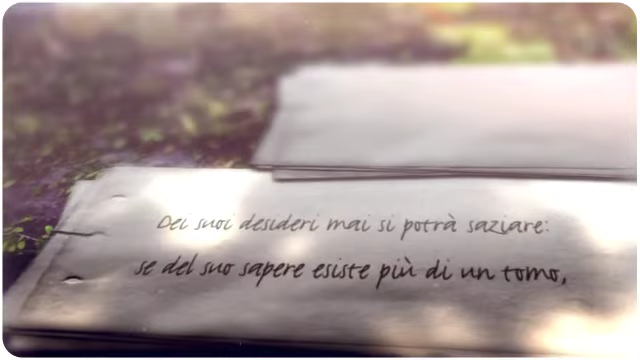 Dei suoi desideri mai si potrà saziare:
se del suo sapere esiste più di un tomo,